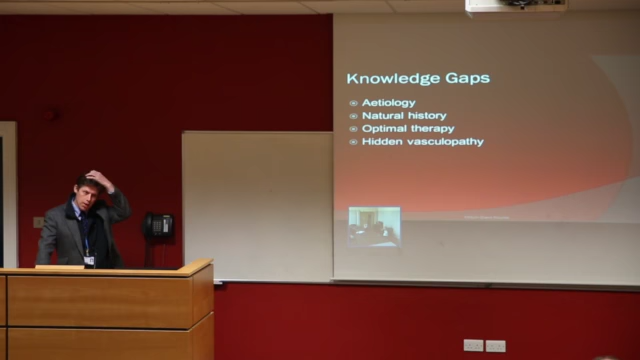 Knowledge Gaps
Aetiology
Natural history
Optimal therapy
Hidden vasculopathy